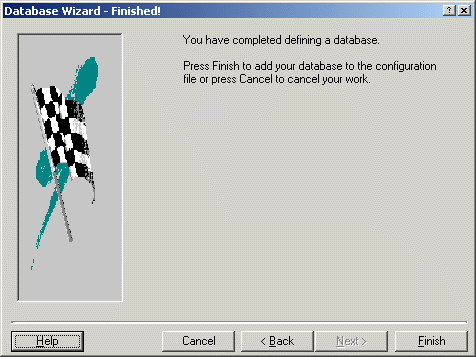 Database Wizard - Finished!
You have completed defining a database.
Press Finish to add your database to the configuration
file or press Cancel to cancel your work.
Help
Cancel
< Back
Next >
Finish